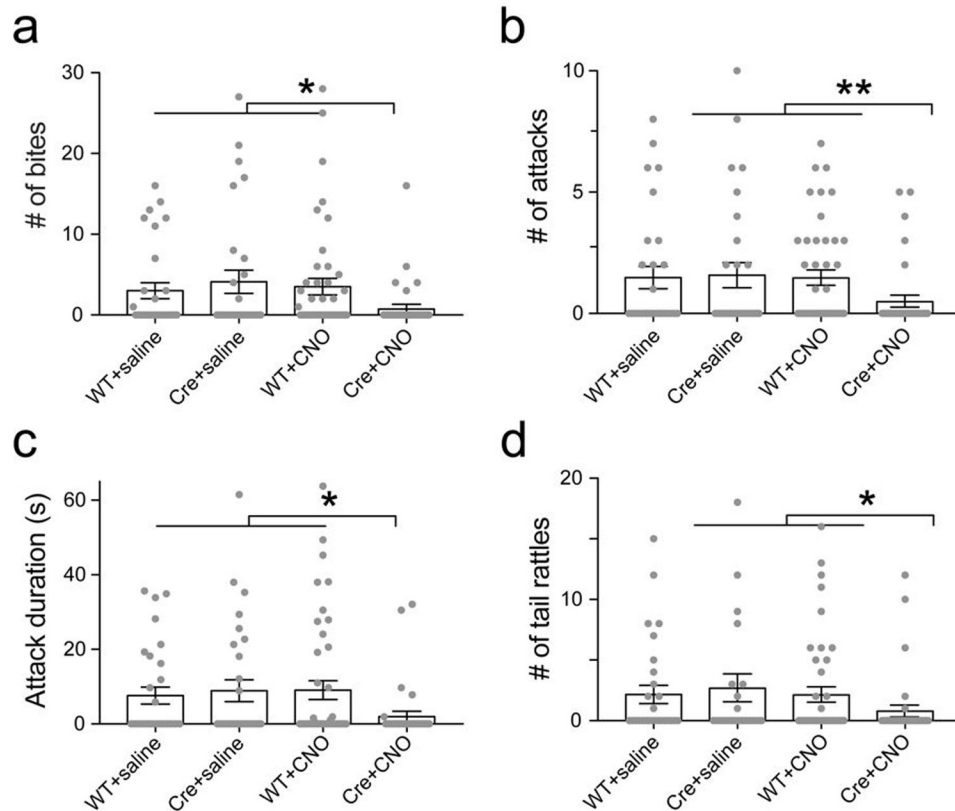 a
# of bites
30
20
10
0
*
WT+saline
Cre+saline
WT+CNO
Cre+CNO
b
# of attacks
10
5
0
**
WT+saline
Cre+saline
WT+CNO
Cre+CNO
c
Attack duration (s)
60
40
20
0
*
WT+saline
Cre+saline
WT+CNO
Cre+CNO
d
# of tail rattles
20
10
0
*
WT+saline
Cre+saline
WT+CNO
Cre+CNO